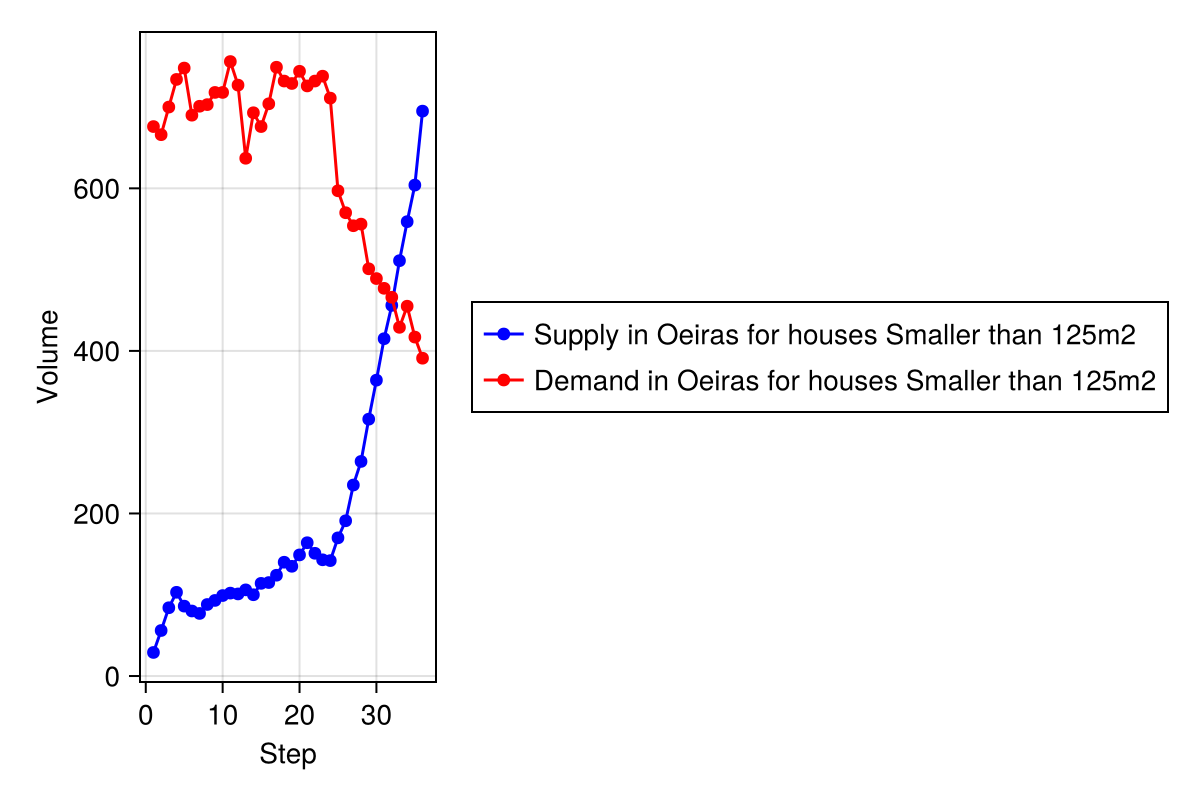 Volume
600
400
200
0
0 10 20 30
Step
Supply in Oeiras for houses Smaller than 125m2
Demand in Oeiras for houses Smaller than 125m2